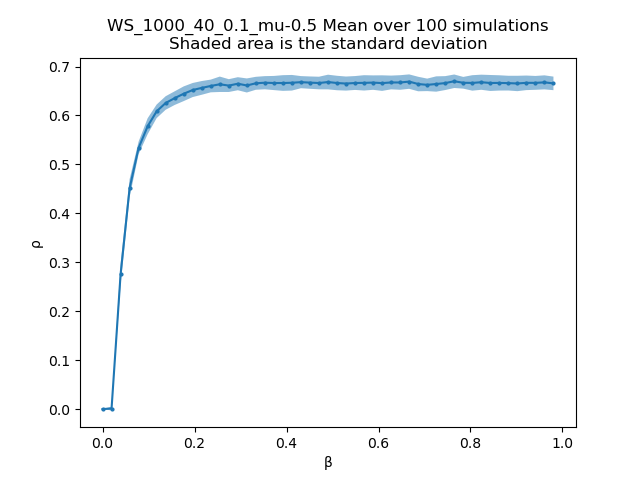 WS_1000_40_0.1_mu-0.5 Mean over 100 simulations
Shaded area is the standard deviation
0.7
0.6
0.5
0.4
0.3
0.2
0.1
0.0
ρ
0.0 0.2 0.4 0.6 0.8 1.0
β